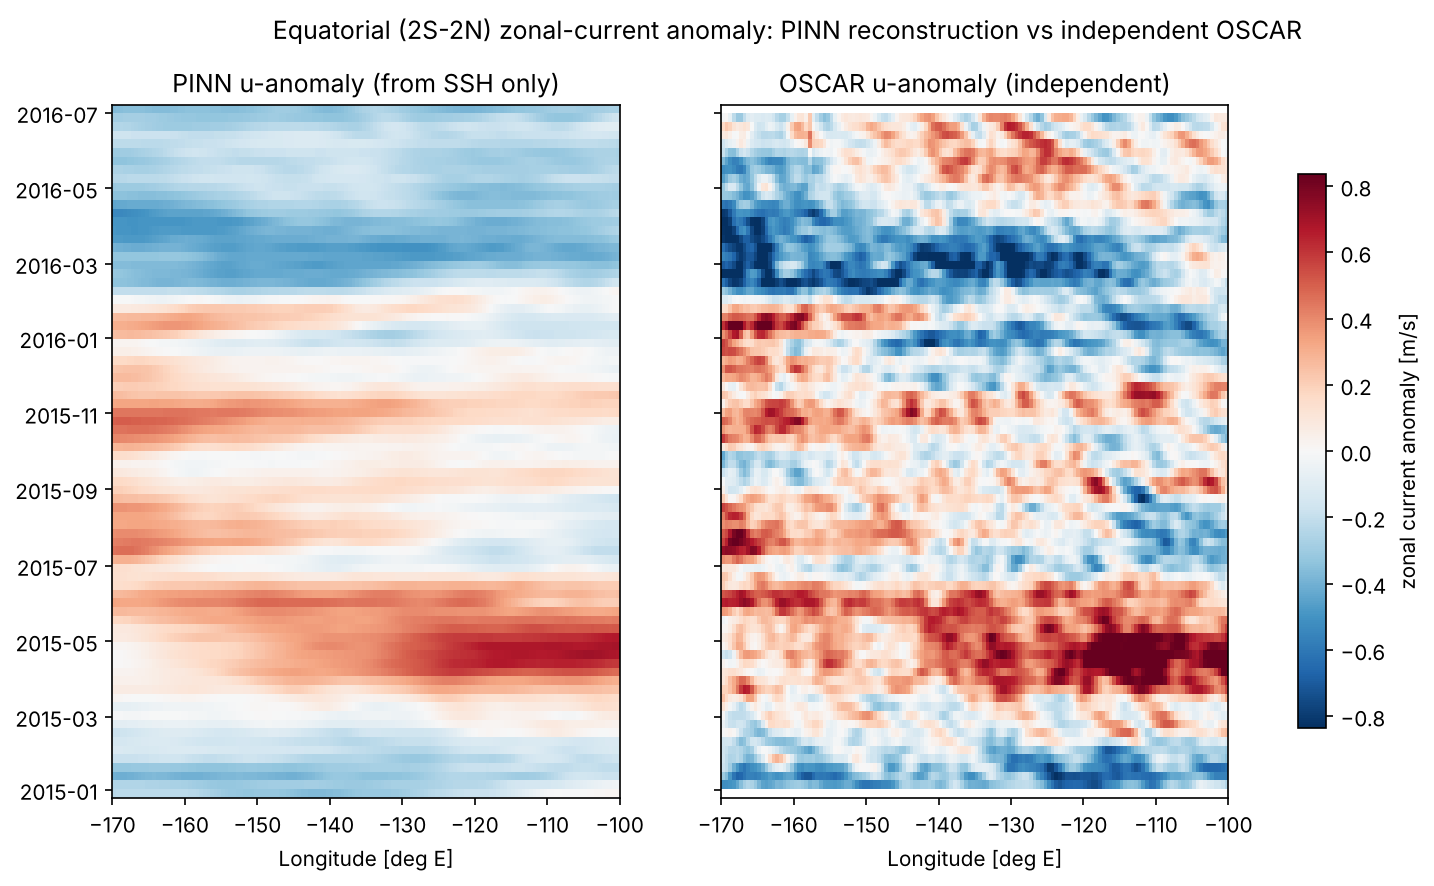 Equatorial (2S-2N) zonal-current anomaly: PINN reconstruction vs independent OSCAR
PINN u-anomaly (from SSH only)
2016-07
2016-05
2016-03
2016-01
2015-11
2015-09
2015-07
2015-05
2015-03
2015-01
−170 −160 −150 −140 −130 −120 −110 −100
Longitude [deg E]
OSCAR u-anomaly (independent)
−170 −160 −150 −140 −130 −120 −110 −100
Longitude [deg E]
0.8
0.6
0.4
0.2
0.0
−0.2
−0.4
−0.6
−0.8
zonal current anomaly [m/s]